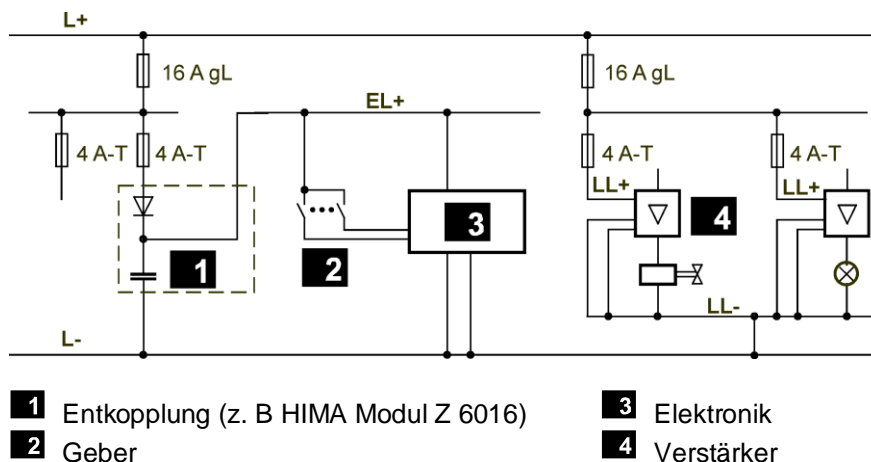 L+
16 A gL
16 A gL
EL+
4 A-T
4 A-T
4 A-T
4 A-T
LL+
LL+
1
2
3
4
LL-
L-
1 Entkopplung (z. B HIMA Modul Z 6016)
2 Geber
3 Elektronik
4 Verstärker